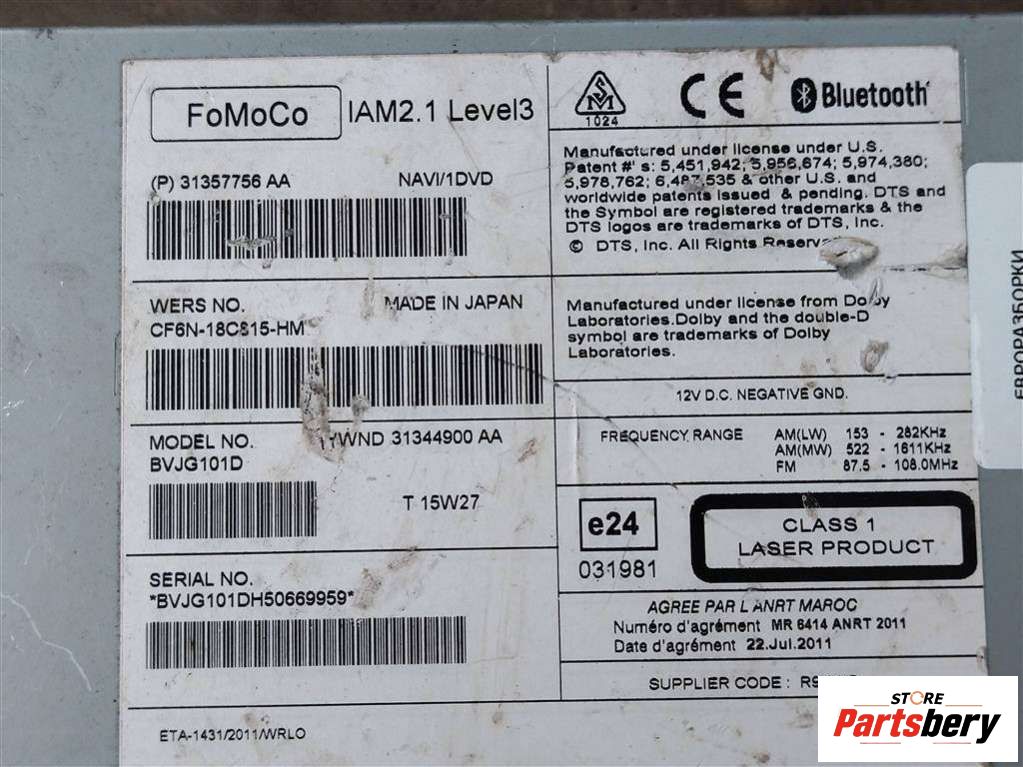 FoMoCo IAM2.1 Level3
(P) 31357756 AA NAVI/1DVD
WERS NO. MADE IN JAPAN
CF6N-18C815-HM
MODEL NO. HWND 31344900 AA
BVJG101D
T 15W27
SERIAL NO.
*BVJG101DH50669959*
ETA-1431/2011/WRLO
S M
1024
CE
Bluetooth
Manufactured under license under U.S.
Patent #' s: 5,451,942; 5,956,674; 5,974,380;
5,978,762; 6,487,535 & other U.S. and
worldwide patents issued & pending. DTS and
the Symbol are registered trademarks & the
DTS logos are trademarks of DTS, Inc.
© DTS, Inc. All Rights
Manufactured under license from Dolby
Laboratories. Dolby and the double-D
symbol are trademarks of Dolby
Laboratories.
12V D.C. NEGATIVE GND.
FREQUENCY RANGE AM(LW) 153 - 282KHz
AM(MW) 522 - 1611KHz
FM 87.5 - 108.0MHz
e24
031981
CLASS 1
LASER PRODUCT
AGREE PAR L ANRT MAROC
Numéro d'agrément MR 6414 ANRT 2011
Date d'agrément 22.Jul.2011
SUPPLIER CODE :
ЕВРОРАЗБОРКИ
STORE
Partsbery